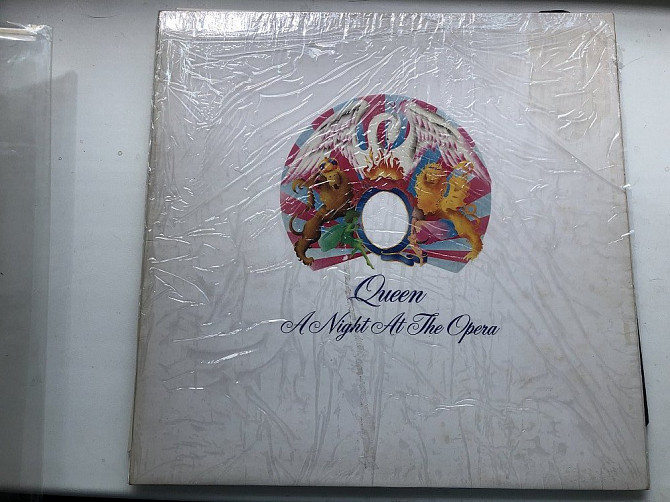 Queen
A Night At The Opera